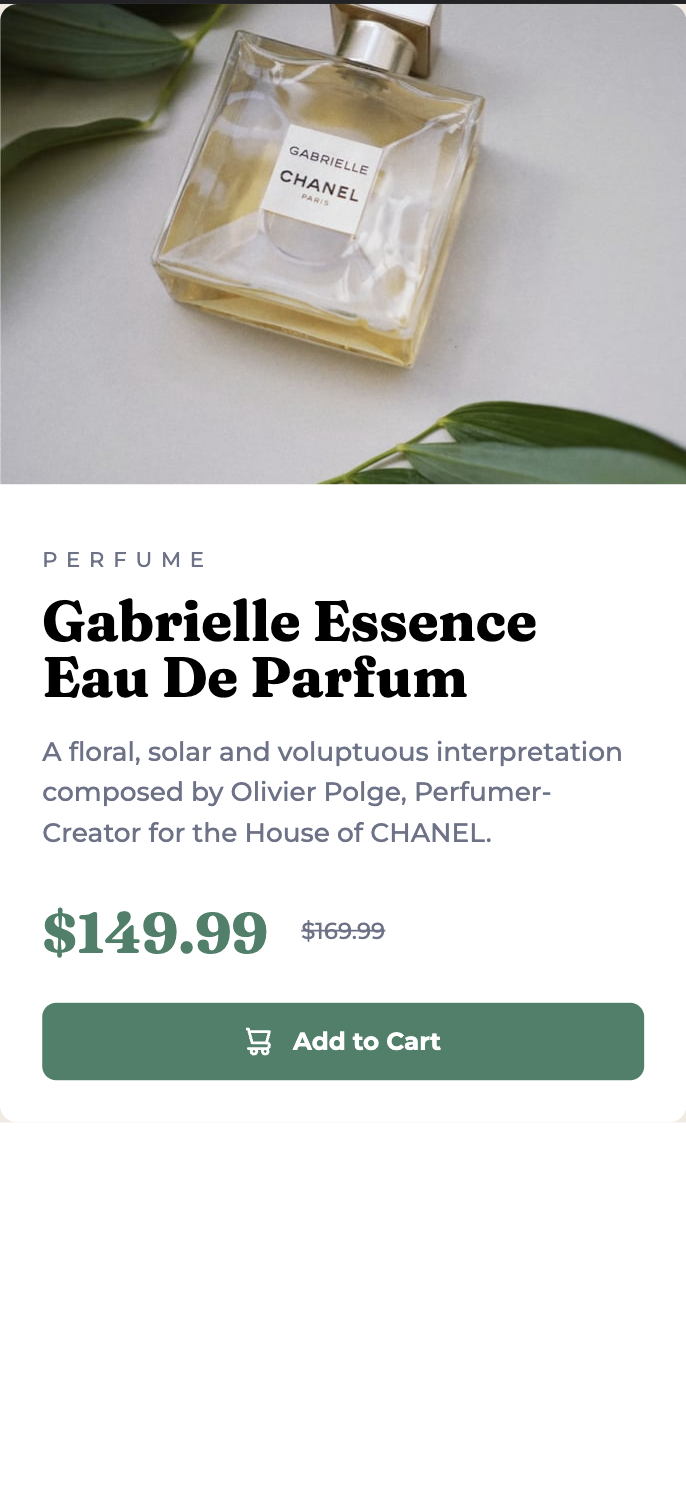 GABRIELLE
CHANEL
PARIS
PERFUME
Gabrielle Essence
Eau De Parfum
A floral, solar and voluptuous interpretation
composed by Olivier Polge, Perfumer-
Creator for the House of CHANEL.
$149.99 $169.99
Add to Cart